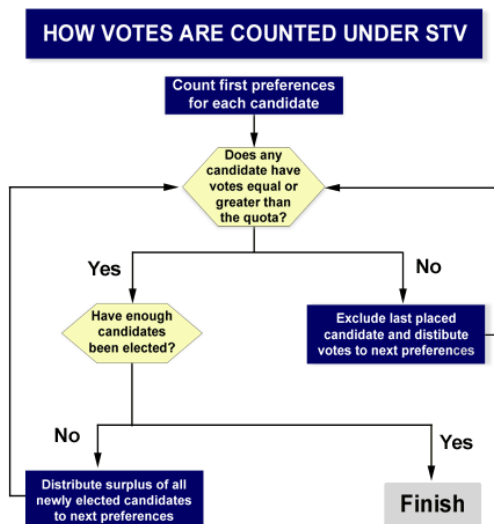 HOW VOTES ARE COUNTED UNDER STV
Count first preferences
for each candidate
Does any
candidate have
votes equal or
greater than
the quota?
Yes
No
Have enough
candidates
been elected?
Exclude last placed
candidate and distibute
votes to next preferences
No
Yes
Distribute surplus of all
newly elected candidates
to next preferences
Finish